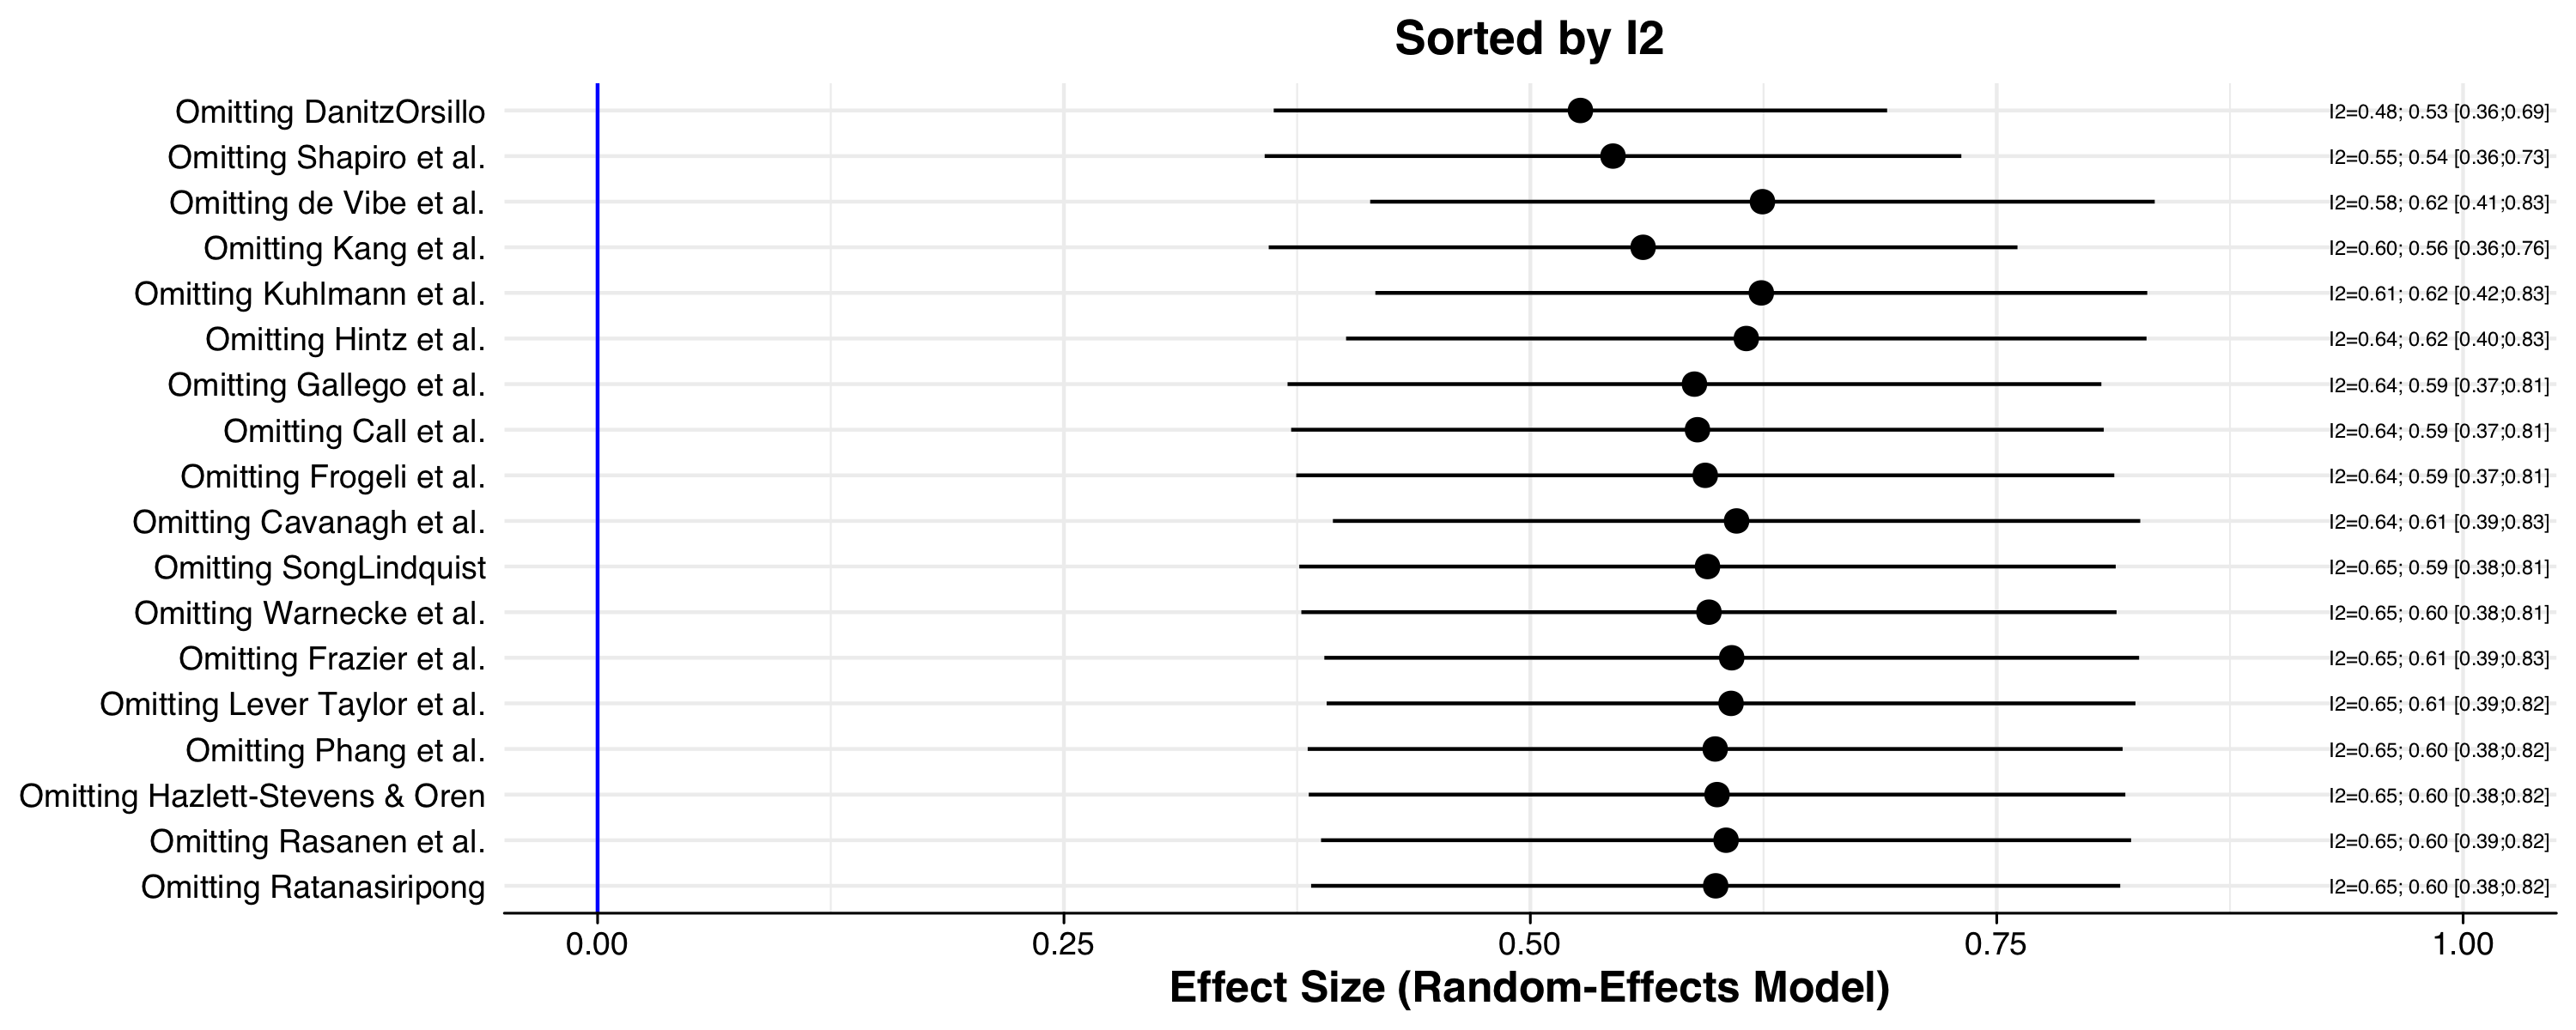 Sorted by I2
Omitting DanitzOrsillo I2=0.48; 0.53 [0.36;0.69]
Omitting Shapiro et al. I2=0.55; 0.54 [0.36;0.73]
Omitting de Vibe et al. I2=0.58; 0.62 [0.41;0.83]
Omitting Kang et al. I2=0.60; 0.56 [0.36;0.76]
Omitting Kuhlmann et al. I2=0.61; 0.62 [0.42;0.83]
Omitting Hintz et al. I2=0.64; 0.62 [0.40;0.83]
Omitting Gallego et al. I2=0.64; 0.59 [0.37;0.81]
Omitting Call et al. I2=0.64; 0.59 [0.37;0.81]
Omitting Frogeli et al. I2=0.64; 0.59 [0.37;0.81]
Omitting Cavanagh et al. I2=0.64; 0.61 [0.39;0.83]
Omitting SongLindquist I2=0.65; 0.59 [0.38;0.81]
Omitting Warnecke et al. I2=0.65; 0.60 [0.38;0.81]
Omitting Frazier et al. I2=0.65; 0.61 [0.39;0.83]
Omitting Lever Taylor et al. I2=0.65; 0.61 [0.39;0.82]
Omitting Phang et al. I2=0.65; 0.60 [0.38;0.82]
Omitting Hazlett-Stevens & Oren I2=0.65; 0.60 [0.38;0.82]
Omitting Rasanen et al. I2=0.65; 0.60 [0.39;0.82]
Omitting Ratanasiripong I2=0.65; 0.60 [0.38;0.82]
0.00 0.25 0.50 0.75 1.00
Effect Size (Random-Effects Model)